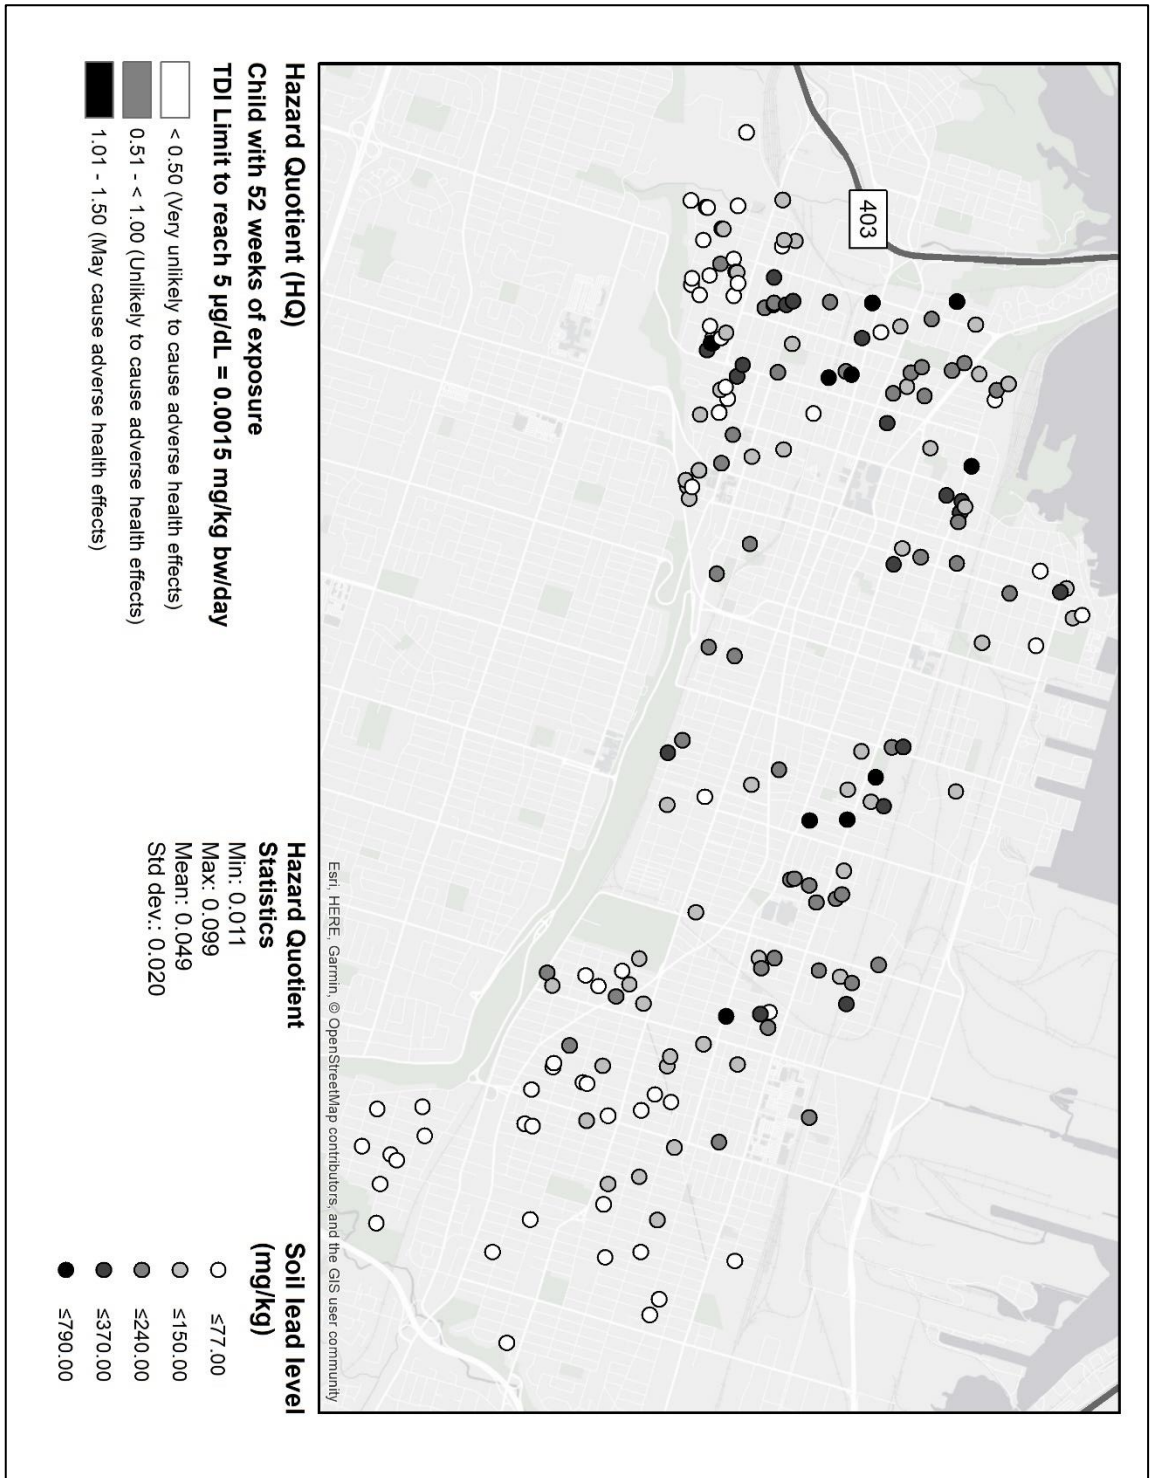 403
Esri, HERE, Garmin, © OpenStreetMap contributors, and the GIS user community
Hazard Quotient (HQ)
Child with 52 weeks of exposure
TDI Limit to reach 5 µg/dL = 0.0015 mg/kg bw/day
< 0.50 (Very unlikely to cause adverse health effects)
0.51 - < 1.00 (Unlikely to cause adverse health effects)
1.01 - 1.50 (May cause adverse health effects)
Hazard Quotient
Statistics
Min: 0.011
Max: 0.099
Mean: 0.049
Std dev.: 0.020
Soil lead level
(mg/kg)
≤77.00
≤150.00
≤240.00
≤370.00
≤790.00